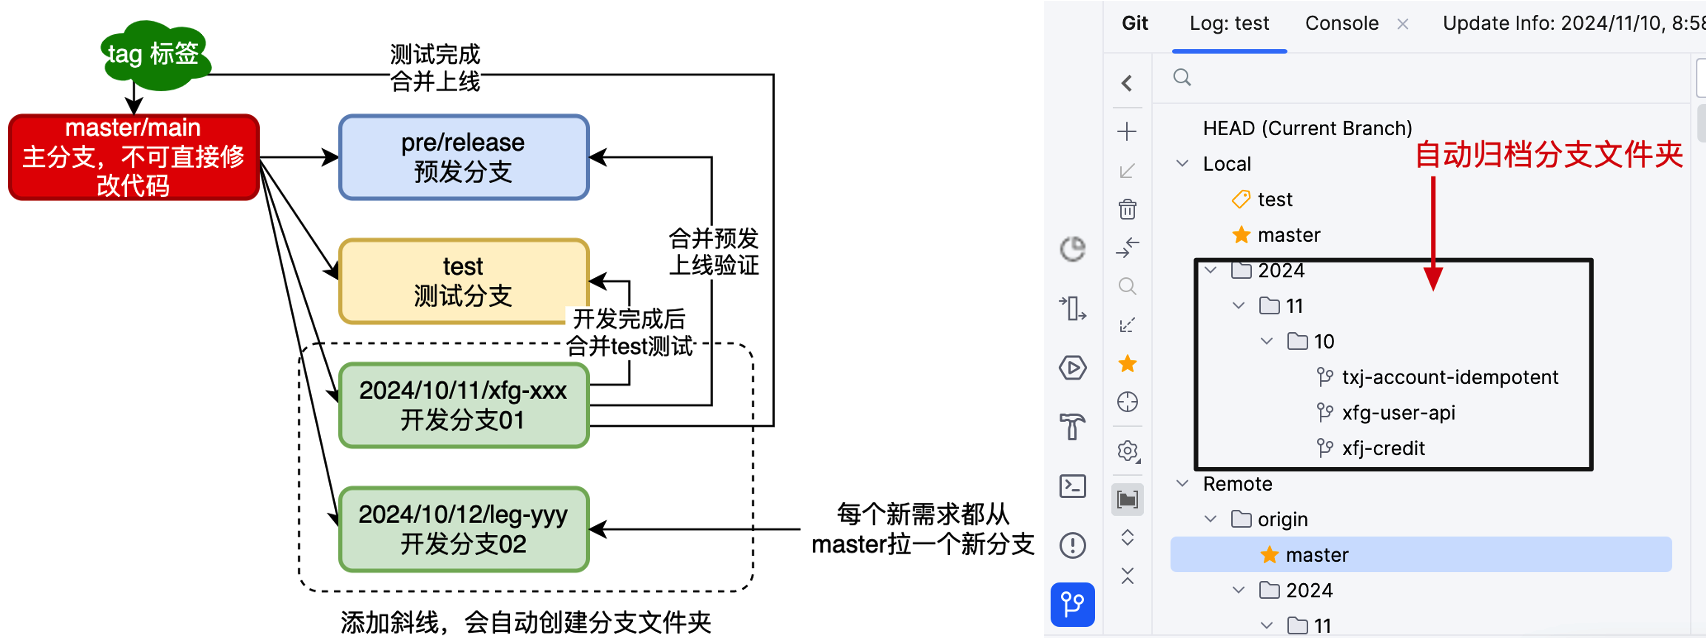 tag 标签
测试完成
合并上线
master/main
主分支，不可直接修
改代码
pre/release
预发分支
合并预发
上线验证
test
测试分支
开发完成后
合并test测试
2024/10/11/xfg-xxx
开发分支01
2024/10/12/leg-yyy
开发分支02
每个新需求都从
master拉一个新分支
添加斜线，会自动创建分支文件夹
Git
Log: test
Console
Update Info: 2024/11/10, 8:58
HEAD (Current Branch)
自动归档分支文件夹
Local
test
master
2024
11
10
txj-account-idempotent
xfg-user-api
xfj-credit
Remote
origin
master
2024
11